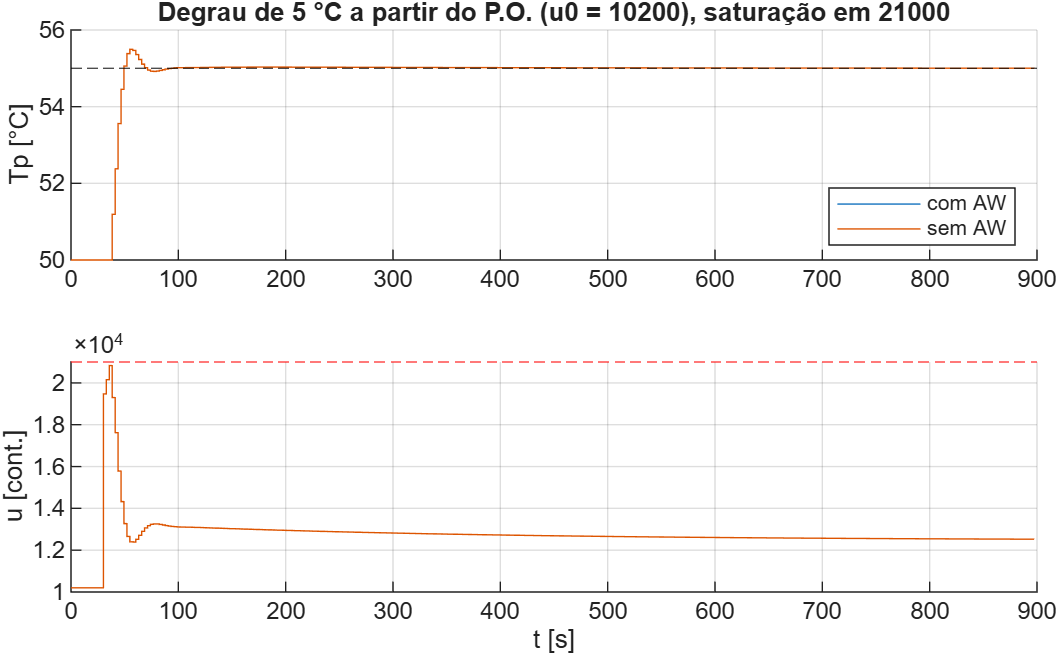 Degrau de 5 °C a partir do P.O. (u0 = 10200), saturação em 21000
56
54
52
50
Tp [°C]
com AW
sem AW
0 100 200 300 400 500 600 700 800 900
×10⁴
2
1.8
1.6
1.4
1.2
1
u [cont.]
0 100 200 300 400 500 600 700 800 900
t [s]